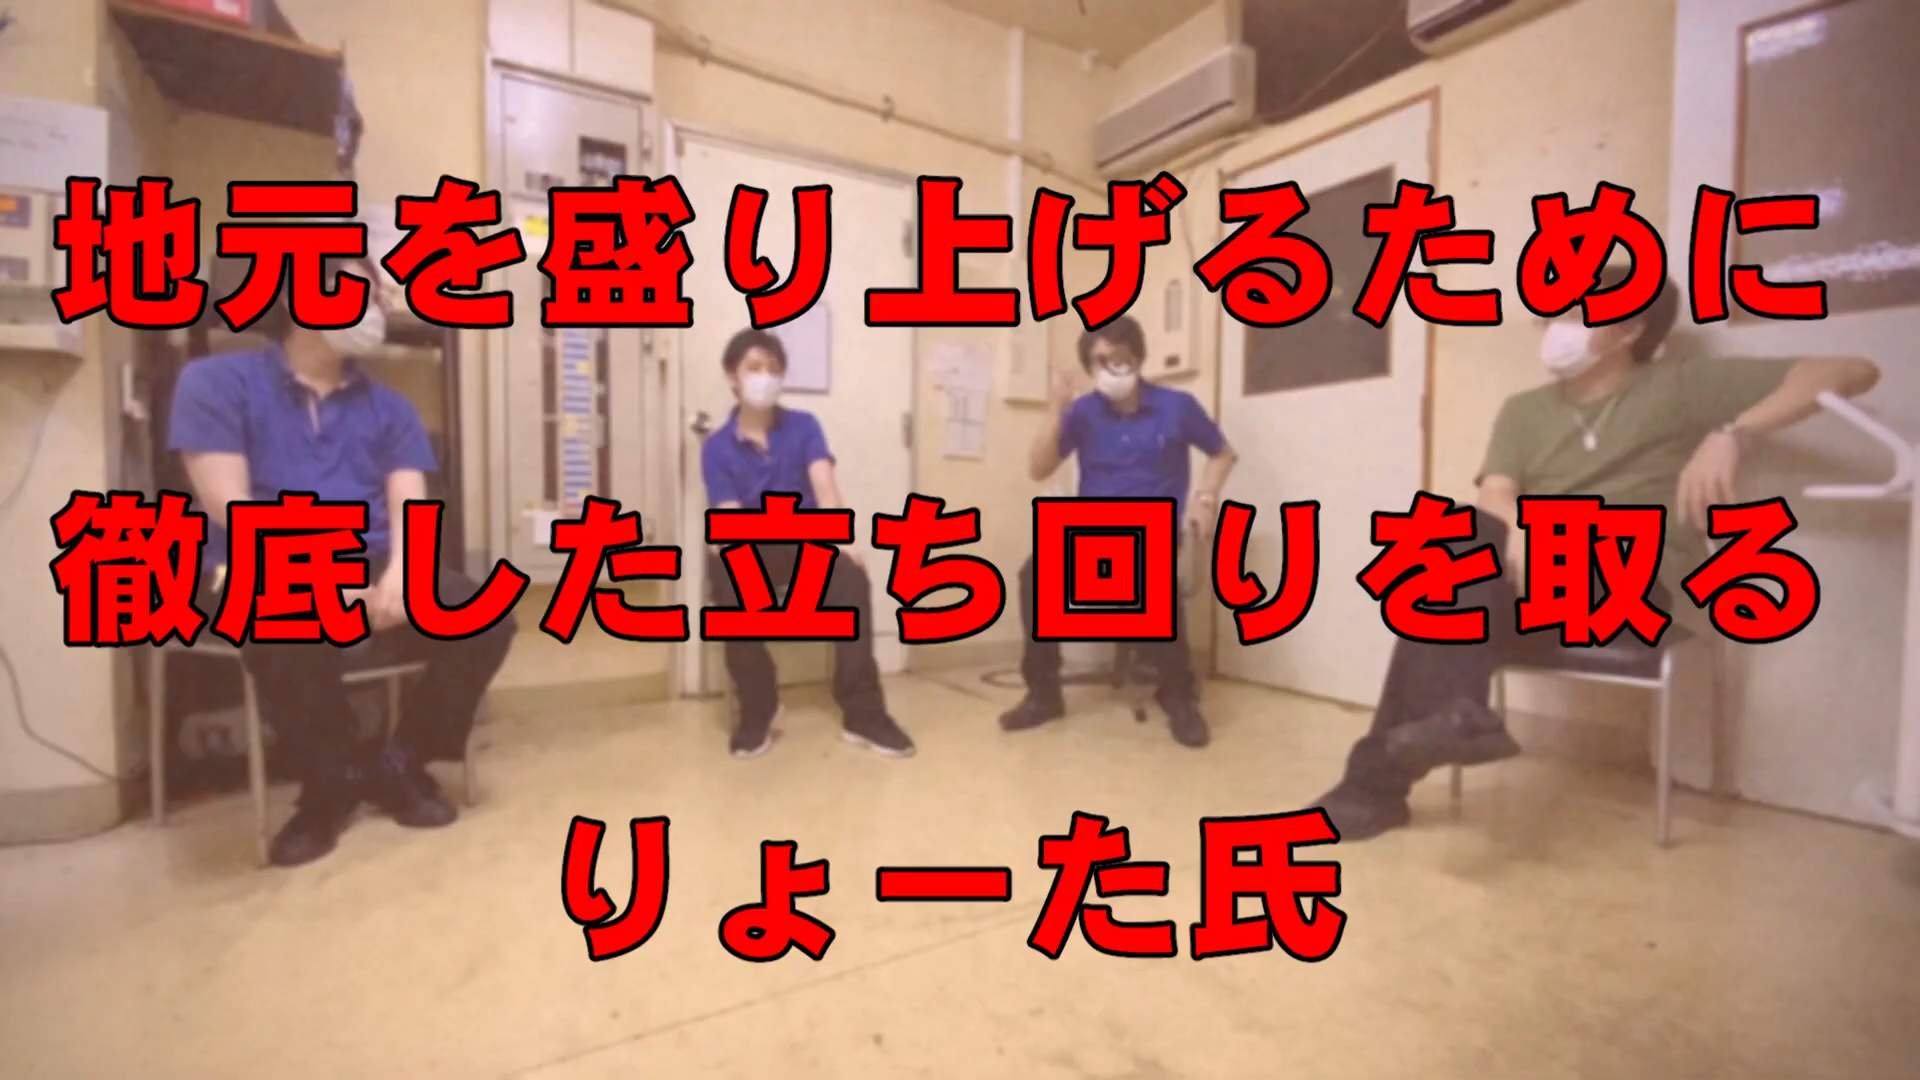 地元を盛り上げるために
徹底した立ち回りを取る
りょーた氏